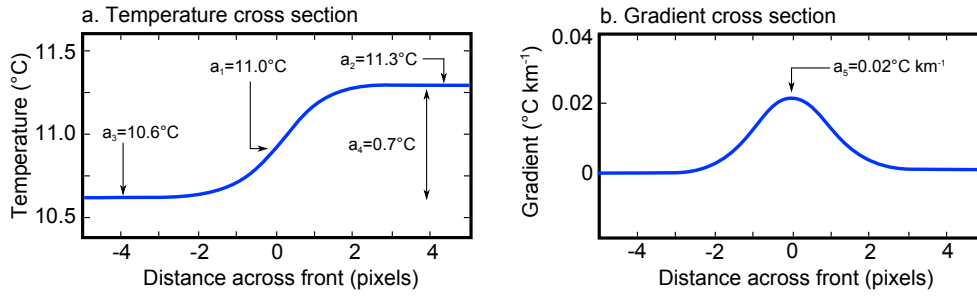 a. Temperature cross section
Temperature (°C)
11.5
11.0
10.5
a₁=11.0°C
a₂=11.3°C
a₃=10.6°C
a₄=0.7°C
-4 -2 0 2 4
Distance across front (pixels)
b. Gradient cross section
Gradient (°C km⁻¹)
0.04
0.02
0
a₅=0.02°C km⁻¹
-4 -2 0 2 4
Distance across front (pixels)